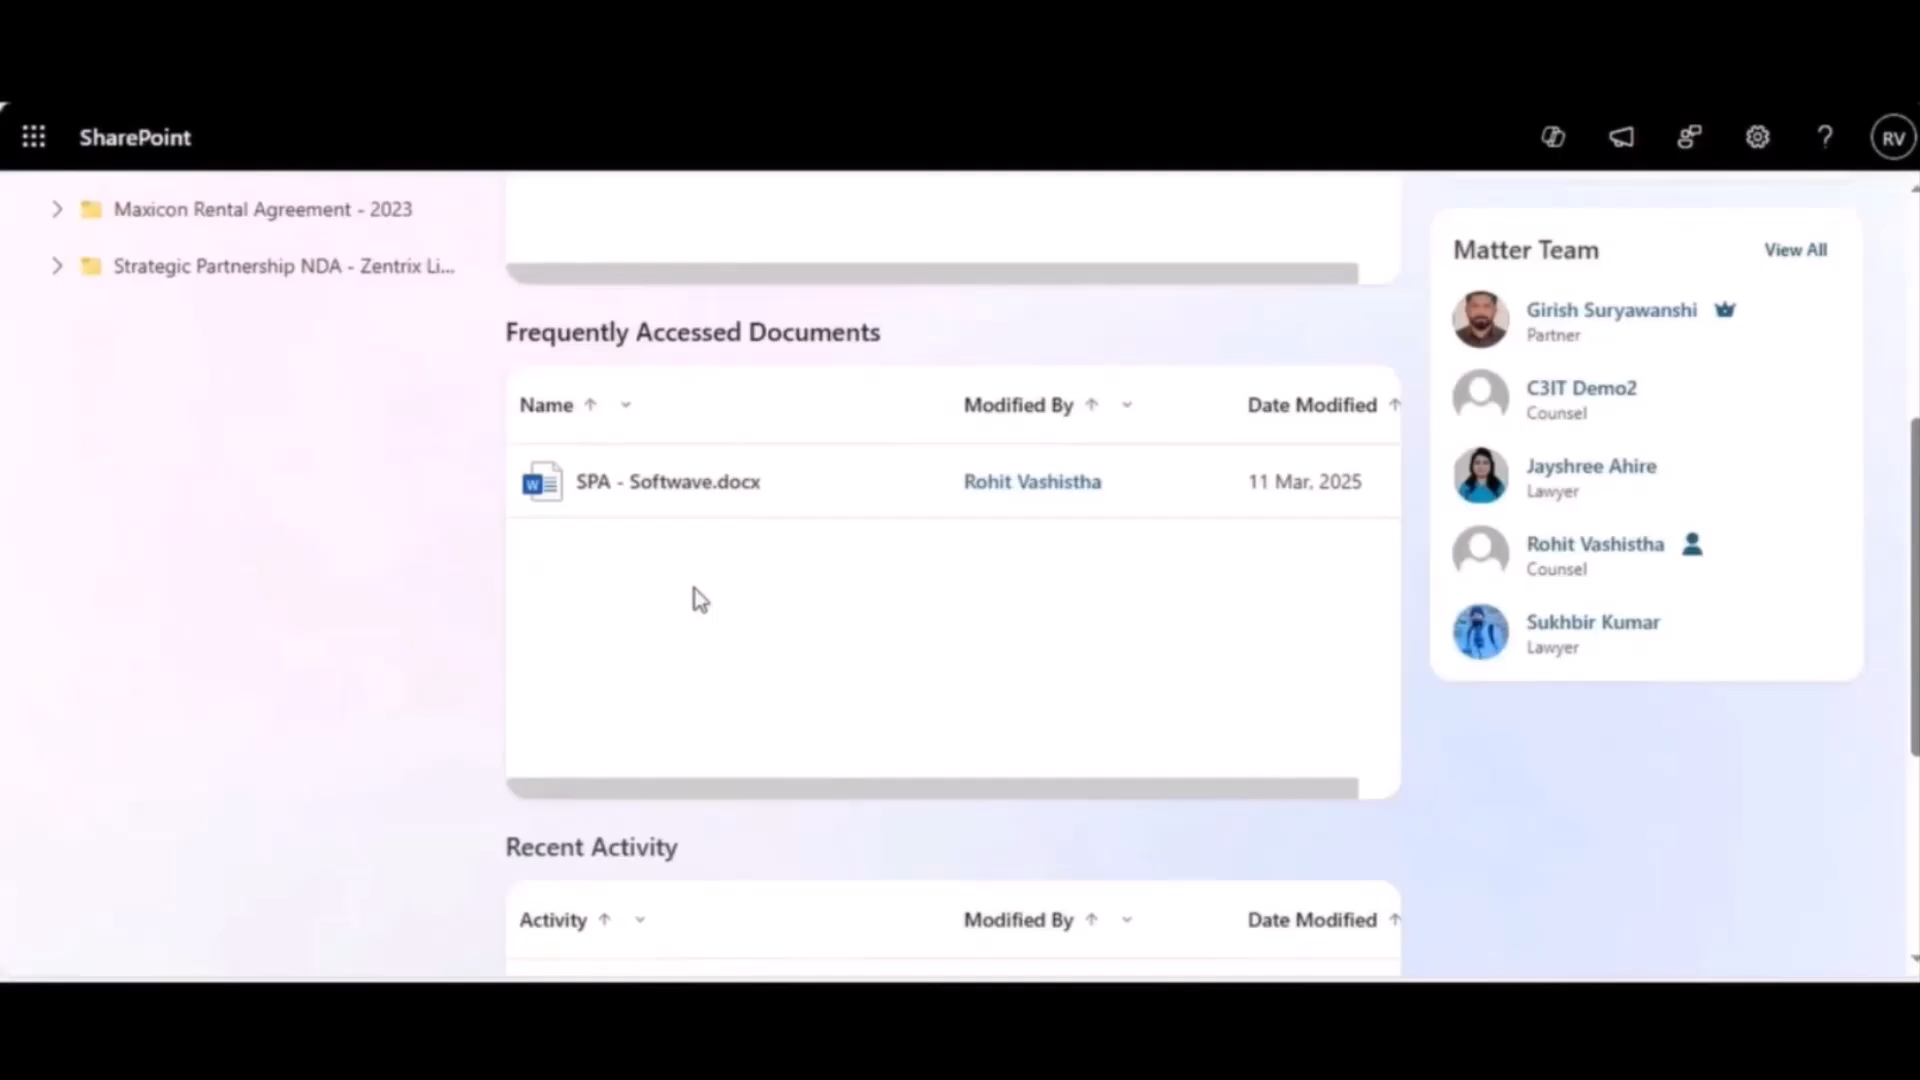 SharePoint
RV
Maxicon Rental Agreement - 2023
Strategic Partnership NDA - Zentrix Li...
Frequently Accessed Documents
Name Modified By Date Modified
W SPA - Softwave.docx Rohit Vashistha 11 Mar, 2025
Recent Activity
Activity Modified By Date Modified
Matter Team View All
Girish Suryawanshi
Partner
C3IT Demo2
Counsel
Jayshree Ahire
Lawyer
Rohit Vashistha
Counsel
Sukhbir Kumar
Lawyer